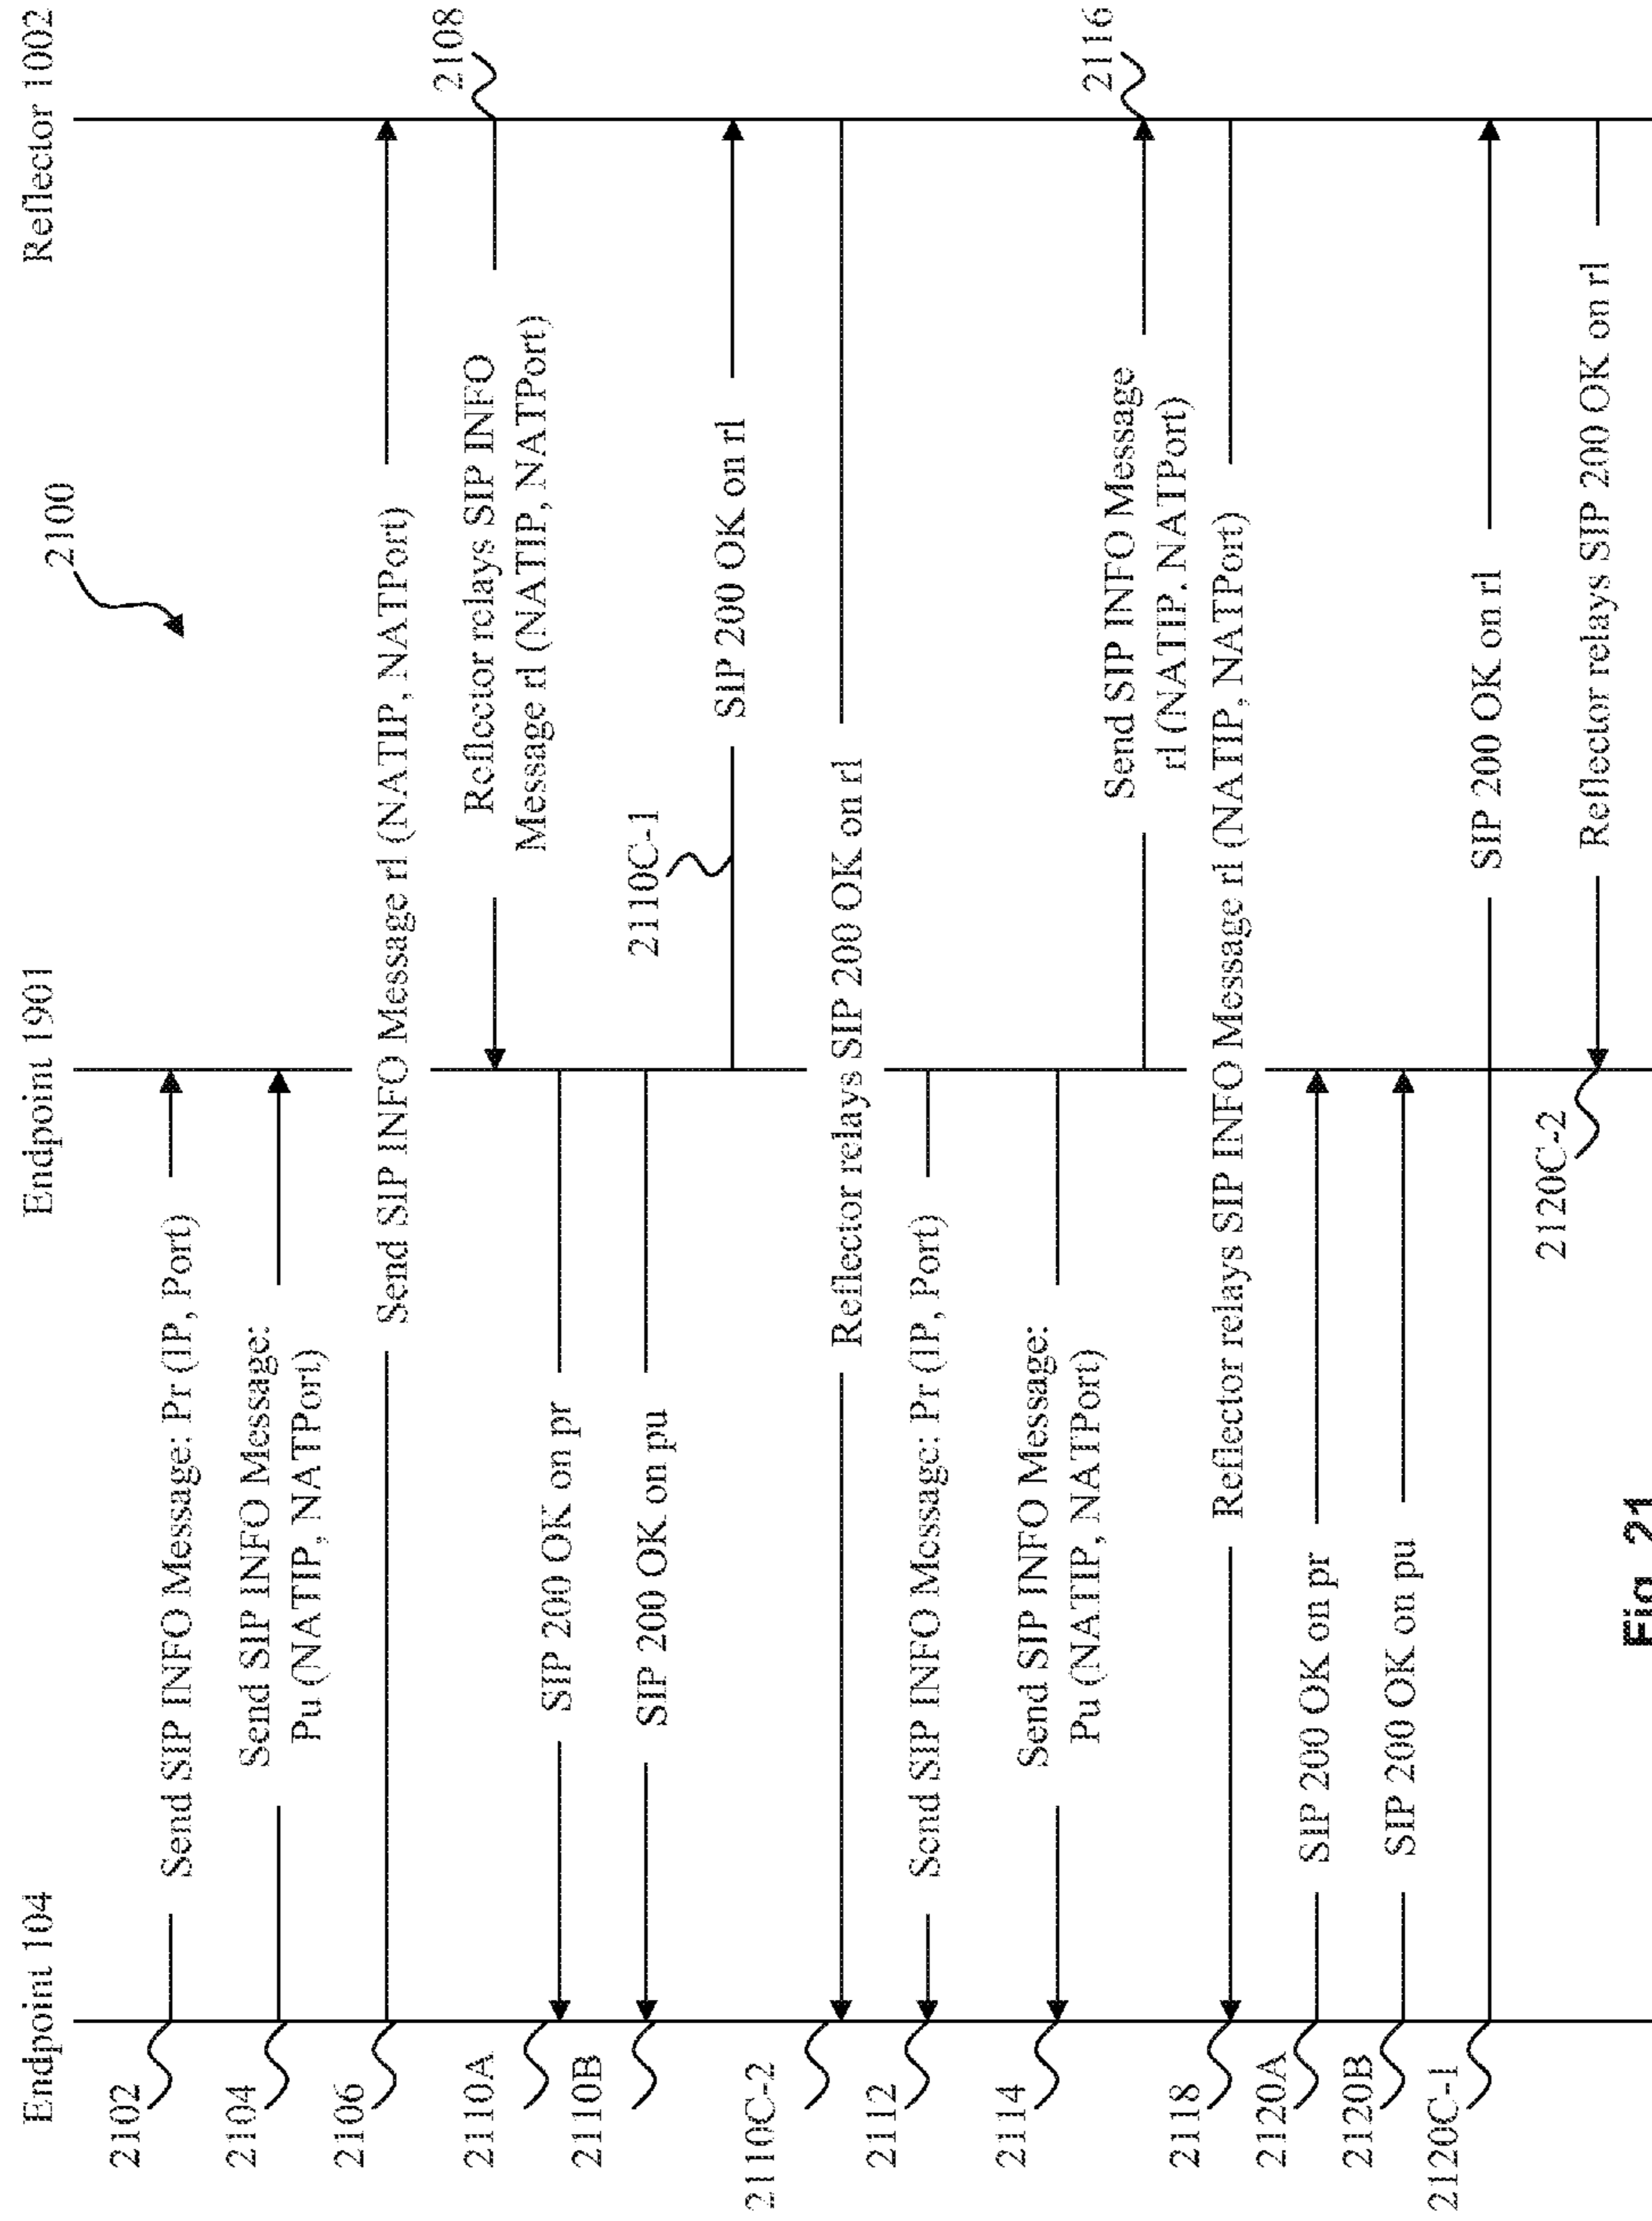 Endpoint 104
Endpoint 1901
Reflector 1002
2100
2102
Send SIP INFO Message: Pr (IP, Port)
2104
Send SIP INFO Message:
Pu (NATIP, NATPort)
2106
Send SIP INFO Message rl (NATIP, NATPort)
2108
Reflector relays SIP INFO
Message rl (NATIP, NATPort)
2110A
SIP 200 OK on pr
2110B
SIP 200 OK on pu
2110C-1
SIP 200 OK on rl
2110C-2
Reflector relays SIP 200 OK on rl
2112
Send SIP INFO Message: Pr (IP, Port)
2114
Send SIP INFO Message:
Pu (NATIP, NATPort)
2116
Send SIP INFO Message
rl (NATIP, NATPort)
2118
Reflector relays SIP INFO Message rl (NATIP, NATPort)
2120A
SIP 200 OK on pr
2120B
SIP 200 OK on pu
2120C-1
SIP 200 OK on rl
2120C-2
Reflector relays SIP 200 OK on rl
Fig. 21